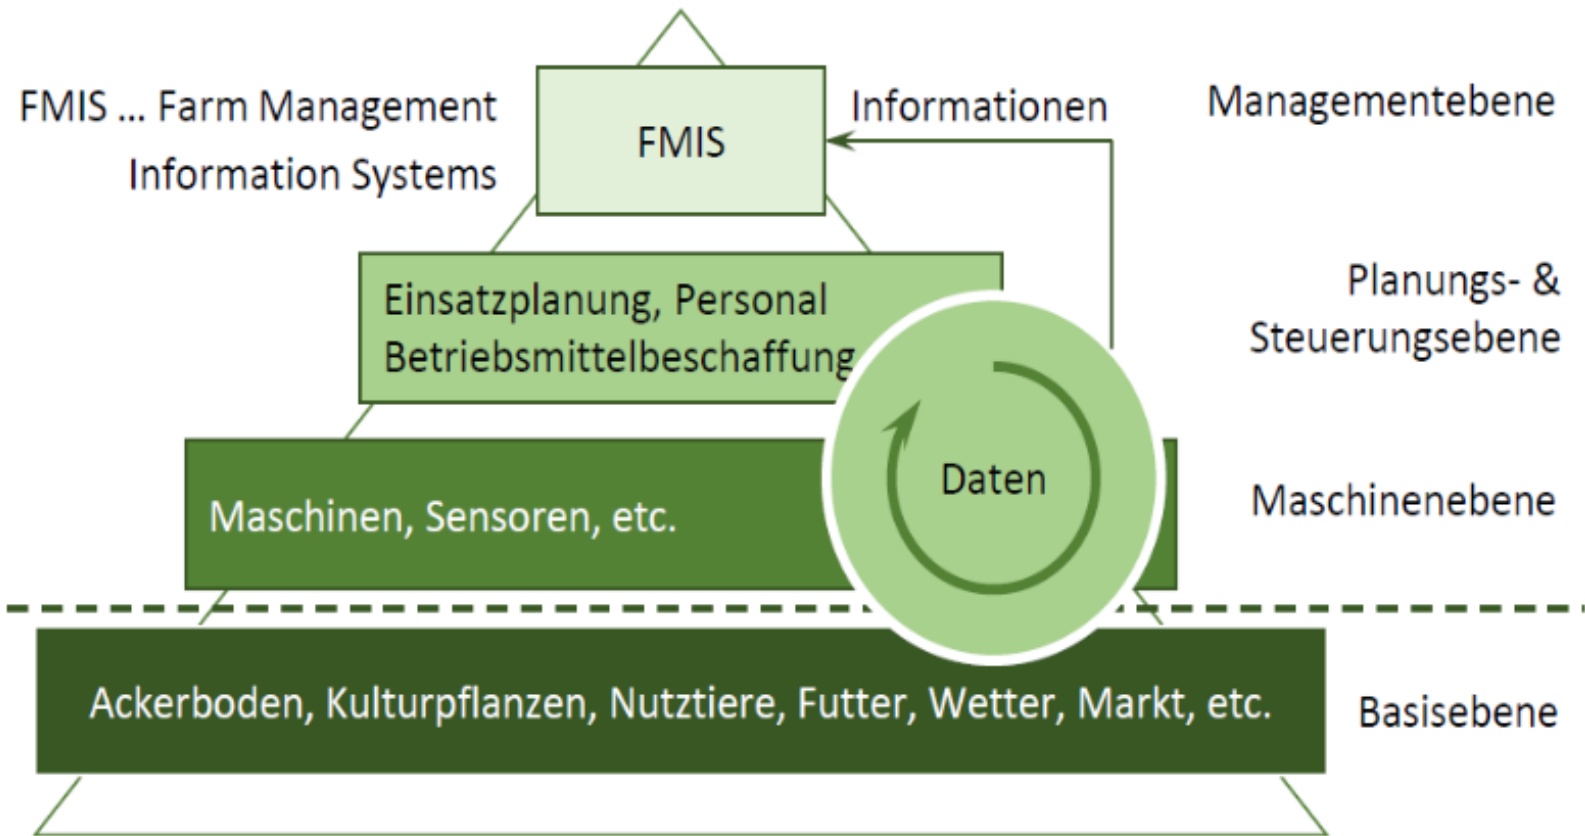 FMIS ... Farm Management
Information Systems
FMIS
Informationen
Managementebene
Einsatzplanung, Personal
Betriebsmittelbeschaffung
Planungs- &
Steuerungsebene
Maschinen, Sensoren, etc.
Daten
Maschinenebene
Ackerboden, Kulturpflanzen, Nutztiere, Futter, Wetter, Markt, etc.
Basisebene